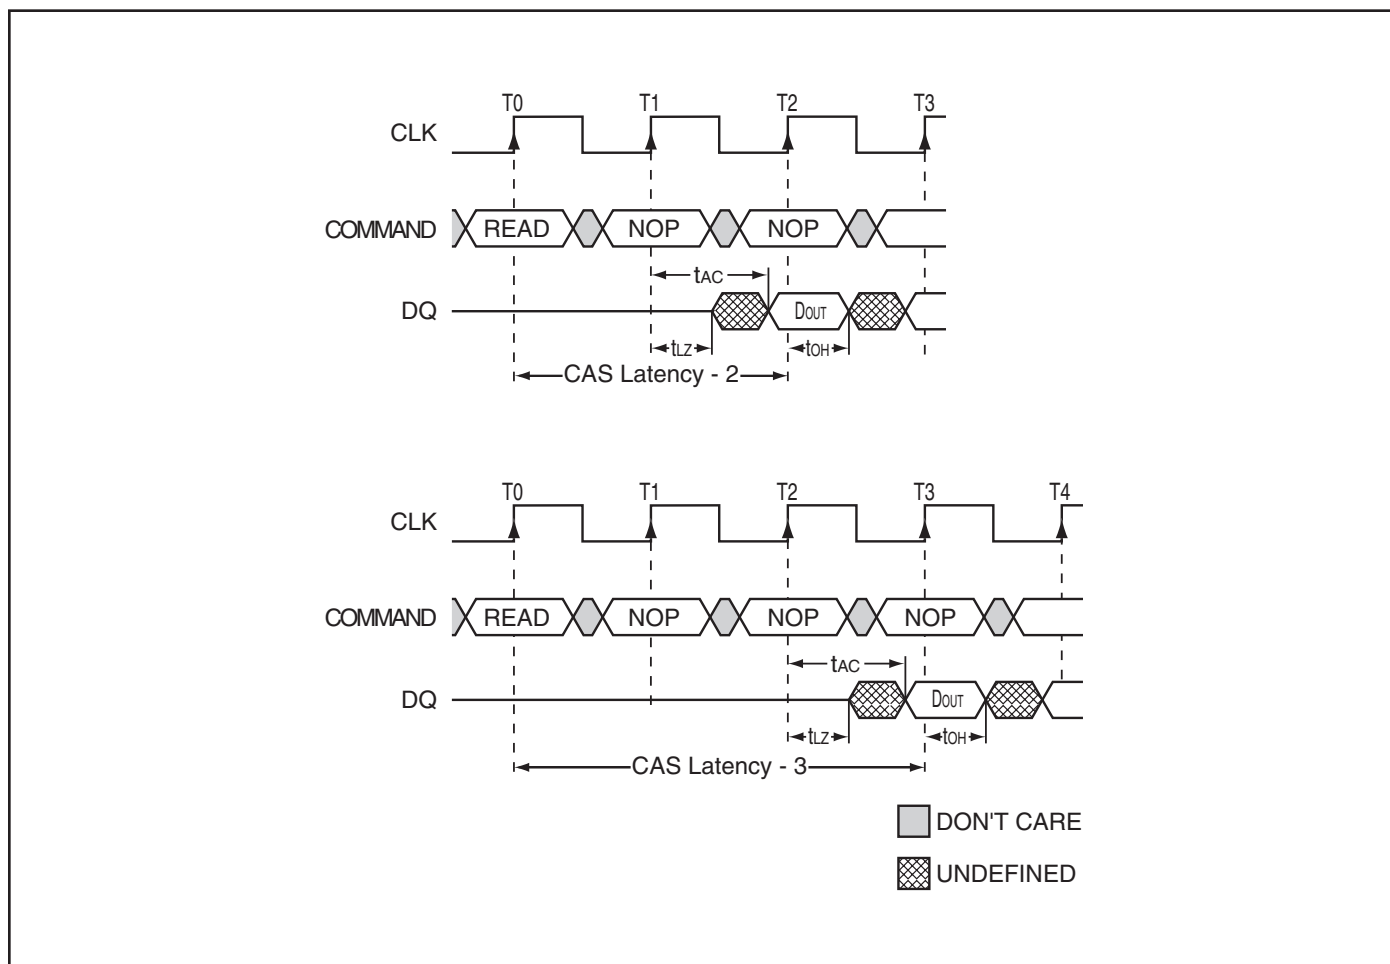 T0 T1 T2 T3
CLK
COMMAND READ NOP NOP
tAC
DQ DOUT
tLZ tOH
CAS Latency - 2
T0 T1 T2 T3 T4
CLK
COMMAND READ NOP NOP NOP
tAC
DQ DOUT
tLZ tOH
CAS Latency - 3
DON'T CARE
UNDEFINED